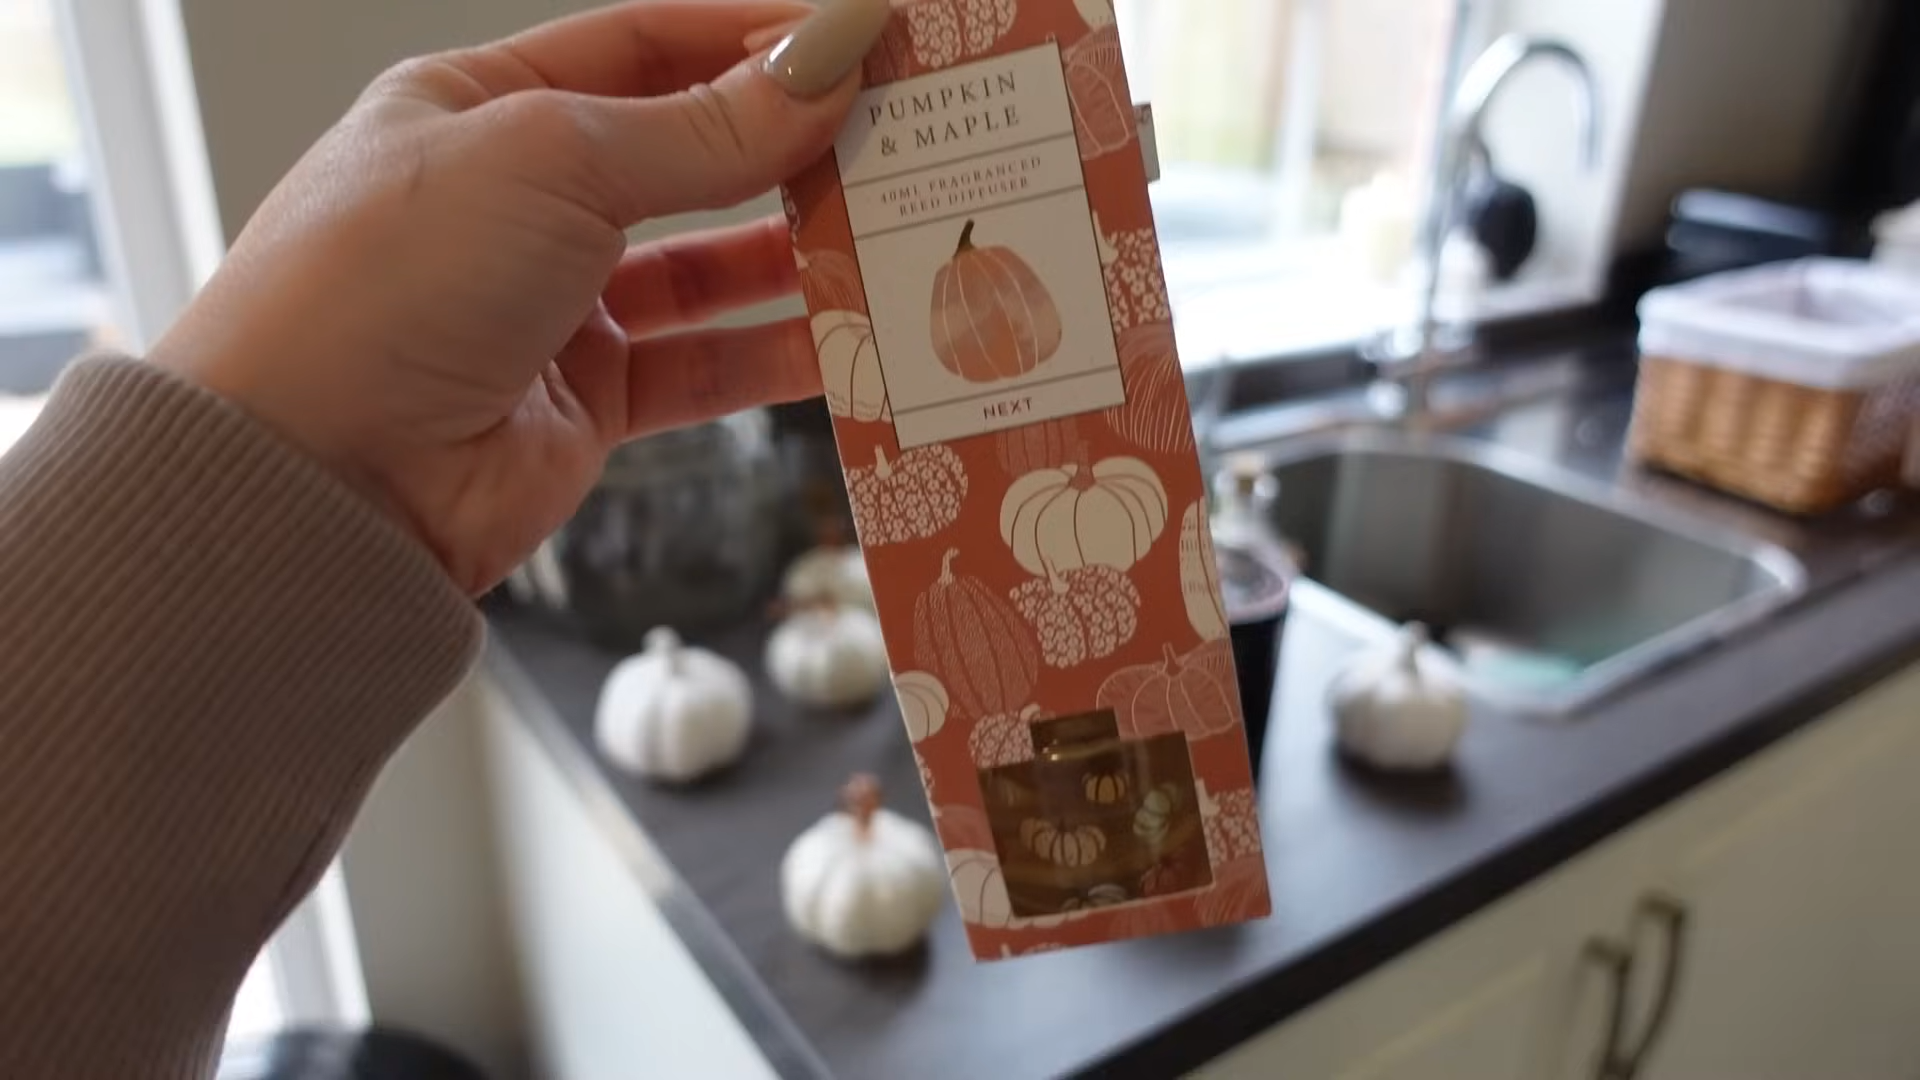 PUMPKIN
& MAPLE
40ML FRAGRANCED
REED DIFFUSER
NEXT